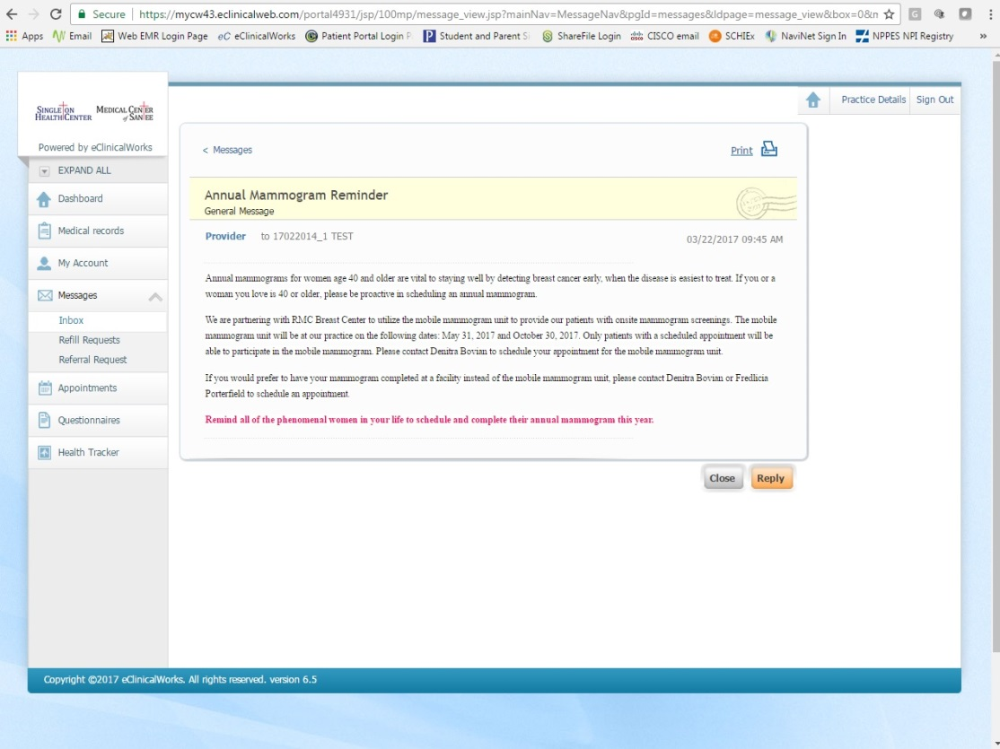 Secure | https://mycw43.eclinicalweb.com/portal4931/jsp/100mp/message_view.jsp?mainNav=MessageNav&pgId=messages&ldpage=message_view&box=0&
Apps Email Web EMR Login Page eC eClinicalWorks Patient Portal Login P Student and Parent Si ShareFile Login CISCO email SCHIEx NaviNet Sign In NPPES NPI Registry »
Practice Details Sign Out
SINGLETON HEALTH CENTER
MEDICAL CENTER of SANTEE
Powered by eClinicalWorks
EXPAND ALL
Dashboard
Medical records
My Account
Messages
Inbox
Refill Requests
Referral Request
Appointments
Questionnaires
Health Tracker
< Messages
Print
Annual Mammogram Reminder
General Message
Provider to 17022014_1 TEST
03/22/2017 09:45 AM
Annual mammograms for women age 40 and older are vital to staying well by detecting breast cancer early, when the disease is easiest to treat. If you or a
woman you love is 40 or older, please be proactive in scheduling an annual mammogram.
We are partnering with RMC Breast Center to utilize the mobile mammogram unit to provide our patients with onsite mammogram screenings. The mobile
mammogram unit will be at our practice on the following dates: May 31, 2017 and October 30, 2017. Only patients with a scheduled appointment will be
able to participate in the mobile mammogram. Please contact Denitra Bovian to schedule your appointment for the mobile mammogram unit.
If you would prefer to have your mammogram completed at a facility instead of the mobile mammogram unit, please contact Denitra Bovian or Fredlicia
Porterfield to schedule an appointment.
Remind all of the phenomenal women in your life to schedule and complete their annual mammogram this year.
Close
Reply
Copyright ©2017 eClinicalWorks. All rights reserved. version 6.5